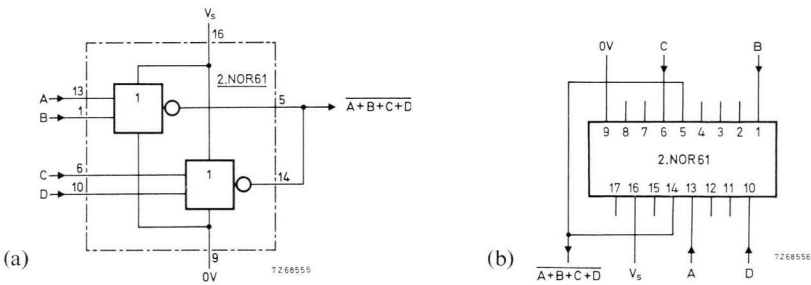 Vs
16
2.NOR61
A 13 1 5 A+B+C+D
B 1
C 6 1 14
D 10
9
0V
7Z68555
(a)
0V C B
9 8 7 6 5 4 3 2 1
2.NOR61
17 16 15 14 13 12 11 10
A+B+C+D Vs A D
7Z68556
(b)